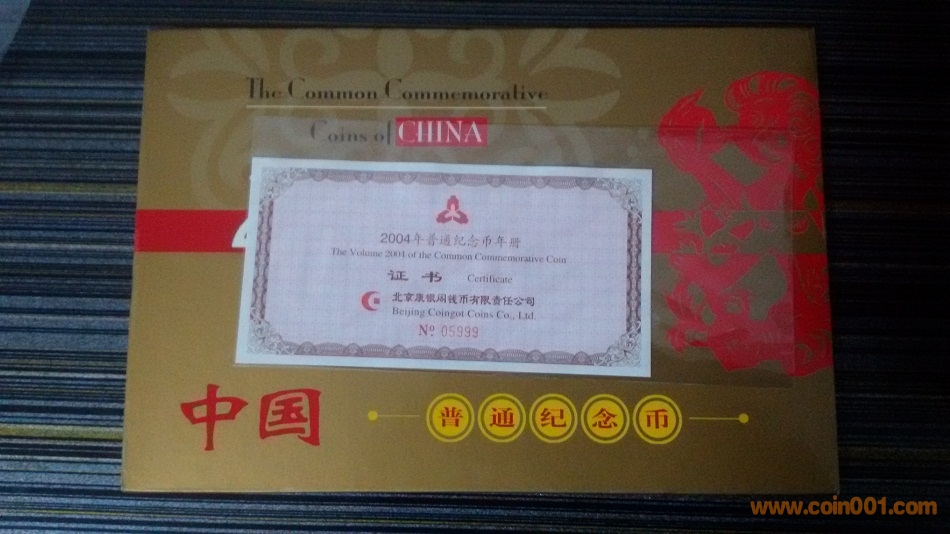 The Common Commemorative
Coins of CHINA
2004年普通纪念币年册
The Volume 2004 of the Common Commemorative Coin
证书 Certificate
北京康银阁钱币有限责任公司
Beijing Coingot Coins Co., Ltd.
Nº 05999
中国
普通纪念币
www.coin001.com